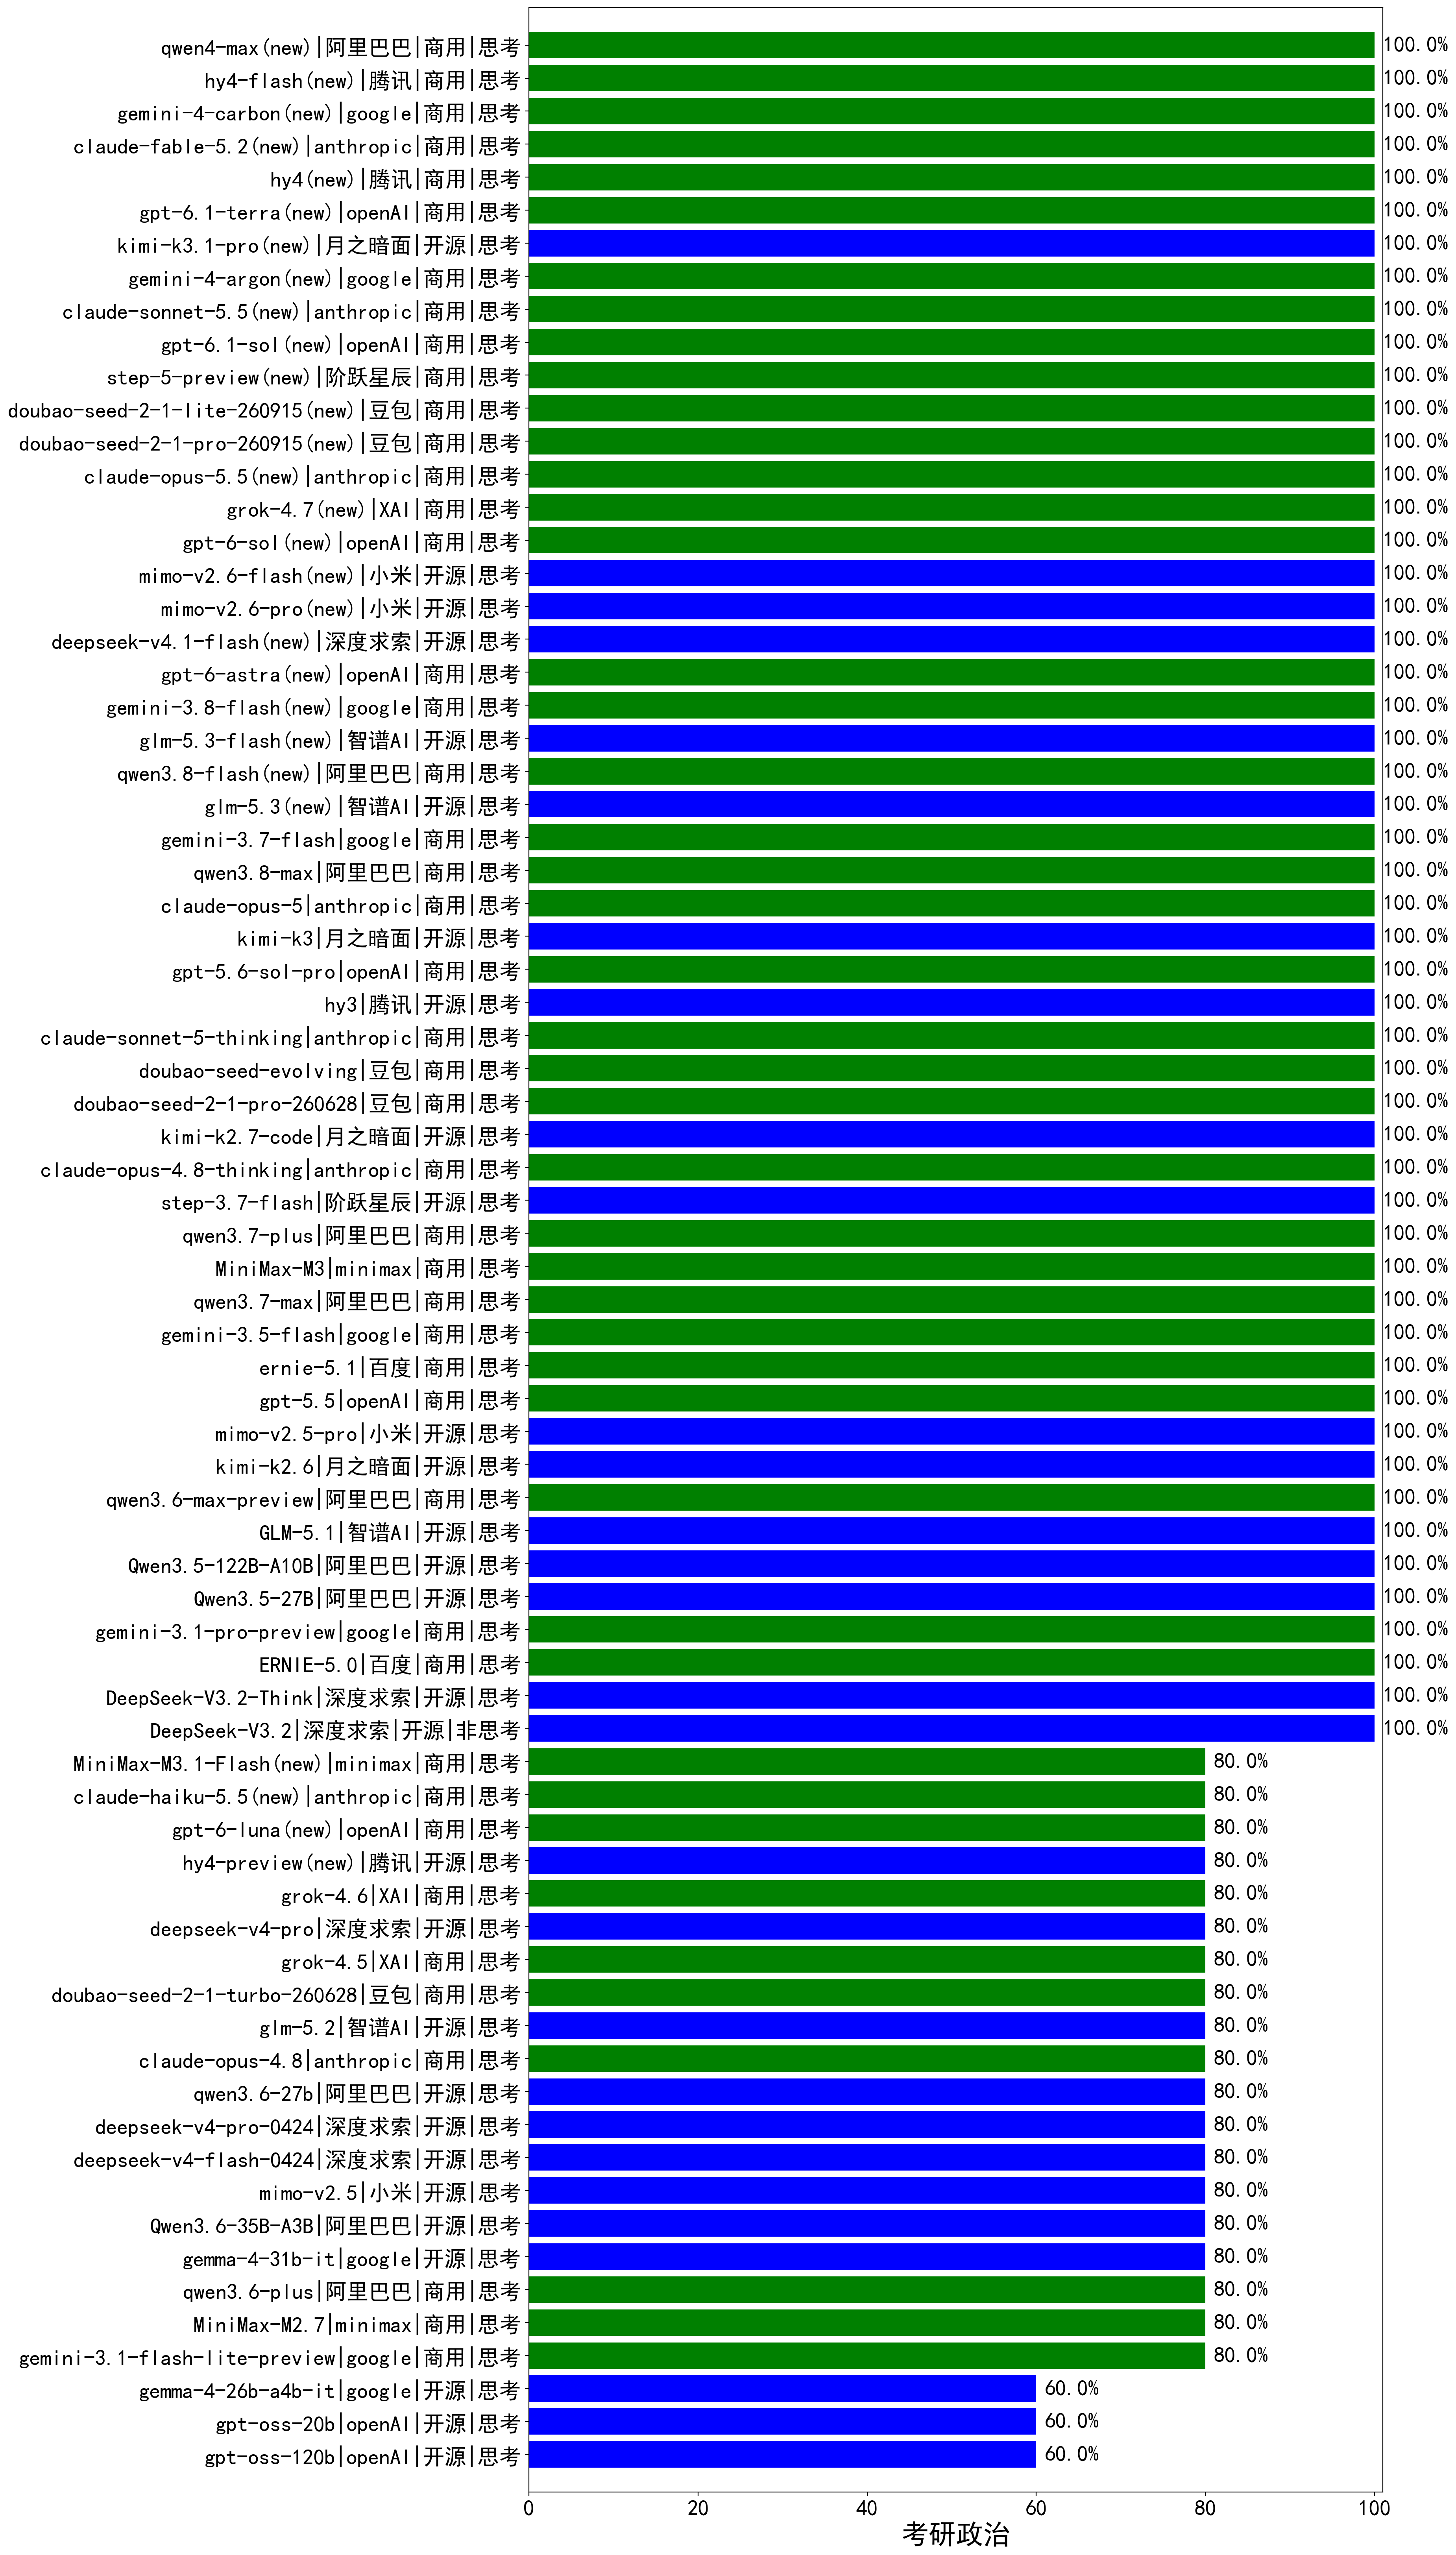 qwen4-max(new)|阿里巴巴|商用|思考 100.0%
hy4-flash(new)|腾讯|商用|思考 100.0%
gemini-4-carbon(new)|google|商用|思考 100.0%
claude-fable-5.2(new)|anthropic|商用|思考 100.0%
hy4(new)|腾讯|商用|思考 100.0%
gpt-6.1-terra(new)|openAI|商用|思考 100.0%
kimi-k3.1-pro(new)|月之暗面|开源|思考 100.0%
gemini-4-argon(new)|google|商用|思考 100.0%
claude-sonnet-5.5(new)|anthropic|商用|思考 100.0%
gpt-6.1-sol(new)|openAI|商用|思考 100.0%
step-5-preview(new)|阶跃星辰|商用|思考 100.0%
doubao-seed-2-1-lite-260915(new)|豆包|商用|思考 100.0%
doubao-seed-2-1-pro-260915(new)|豆包|商用|思考 100.0%
claude-opus-5.5(new)|anthropic|商用|思考 100.0%
grok-4.7(new)|XAI|商用|思考 100.0%
gpt-6-sol(new)|openAI|商用|思考 100.0%
mimo-v2.6-flash(new)|小米|开源|思考 100.0%
mimo-v2.6-pro(new)|小米|开源|思考 100.0%
deepseek-v4.1-flash(new)|深度求索|开源|思考 100.0%
gpt-6-astra(new)|openAI|商用|思考 100.0%
gemini-3.8-flash(new)|google|商用|思考 100.0%
glm-5.3-flash(new)|智谱AI|开源|思考 100.0%
qwen3.8-flash(new)|阿里巴巴|商用|思考 100.0%
glm-5.3(new)|智谱AI|开源|思考 100.0%
gemini-3.7-flash|google|商用|思考 100.0%
qwen3.8-max|阿里巴巴|商用|思考 100.0%
claude-opus-5|anthropic|商用|思考 100.0%
kimi-k3|月之暗面|开源|思考 100.0%
gpt-5.6-sol-pro|openAI|商用|思考 100.0%
hy3|腾讯|开源|思考 100.0%
claude-sonnet-5-thinking|anthropic|商用|思考 100.0%
doubao-seed-evolving|豆包|商用|思考 100.0%
doubao-seed-2-1-pro-260628|豆包|商用|思考 100.0%
kimi-k2.7-code|月之暗面|开源|思考 100.0%
claude-opus-4.8-thinking|anthropic|商用|思考 100.0%
step-3.7-flash|阶跃星辰|开源|思考 100.0%
qwen3.7-plus|阿里巴巴|商用|思考 100.0%
MiniMax-M3|minimax|商用|思考 100.0%
qwen3.7-max|阿里巴巴|商用|思考 100.0%
gemini-3.5-flash|google|商用|思考 100.0%
ernie-5.1|百度|商用|思考 100.0%
gpt-5.5|openAI|商用|思考 100.0%
mimo-v2.5-pro|小米|开源|思考 100.0%
kimi-k2.6|月之暗面|开源|思考 100.0%
qwen3.6-max-preview|阿里巴巴|商用|思考 100.0%
GLM-5.1|智谱AI|开源|思考 100.0%
Qwen3.5-122B-A10B|阿里巴巴|开源|思考 100.0%
Qwen3.5-27B|阿里巴巴|开源|思考 100.0%
gemini-3.1-pro-preview|google|商用|思考 100.0%
ERNIE-5.0|百度|商用|思考 100.0%
DeepSeek-V3.2-Think|深度求索|开源|思考 100.0%
DeepSeek-V3.2|深度求索|开源|非思考 100.0%
MiniMax-M3.1-Flash(new)|minimax|商用|思考 80.0%
claude-haiku-5.5(new)|anthropic|商用|思考 80.0%
gpt-6-luna(new)|openAI|商用|思考 80.0%
hy4-preview(new)|腾讯|开源|思考 80.0%
grok-4.6|XAI|商用|思考 80.0%
deepseek-v4-pro|深度求索|开源|思考 80.0%
grok-4.5|XAI|商用|思考 80.0%
doubao-seed-2-1-turbo-260628|豆包|商用|思考 80.0%
glm-5.2|智谱AI|开源|思考 80.0%
claude-opus-4.8|anthropic|商用|思考 80.0%
qwen3.6-27b|阿里巴巴|开源|思考 80.0%
deepseek-v4-pro-0424|深度求索|开源|思考 80.0%
deepseek-v4-flash-0424|深度求索|开源|思考 80.0%
mimo-v2.5|小米|开源|思考 80.0%
Qwen3.6-35B-A3B|阿里巴巴|开源|思考 80.0%
gemma-4-31b-it|google|开源|思考 80.0%
qwen3.6-plus|阿里巴巴|商用|思考 80.0%
MiniMax-M2.7|minimax|商用|思考 80.0%
gemini-3.1-flash-lite-preview|google|商用|思考 80.0%
gemma-4-26b-a4b-it|google|开源|思考 60.0%
gpt-oss-20b|openAI|开源|思考 60.0%
gpt-oss-120b|openAI|开源|思考 60.0%
0 20 40 60 80 100
考研政治